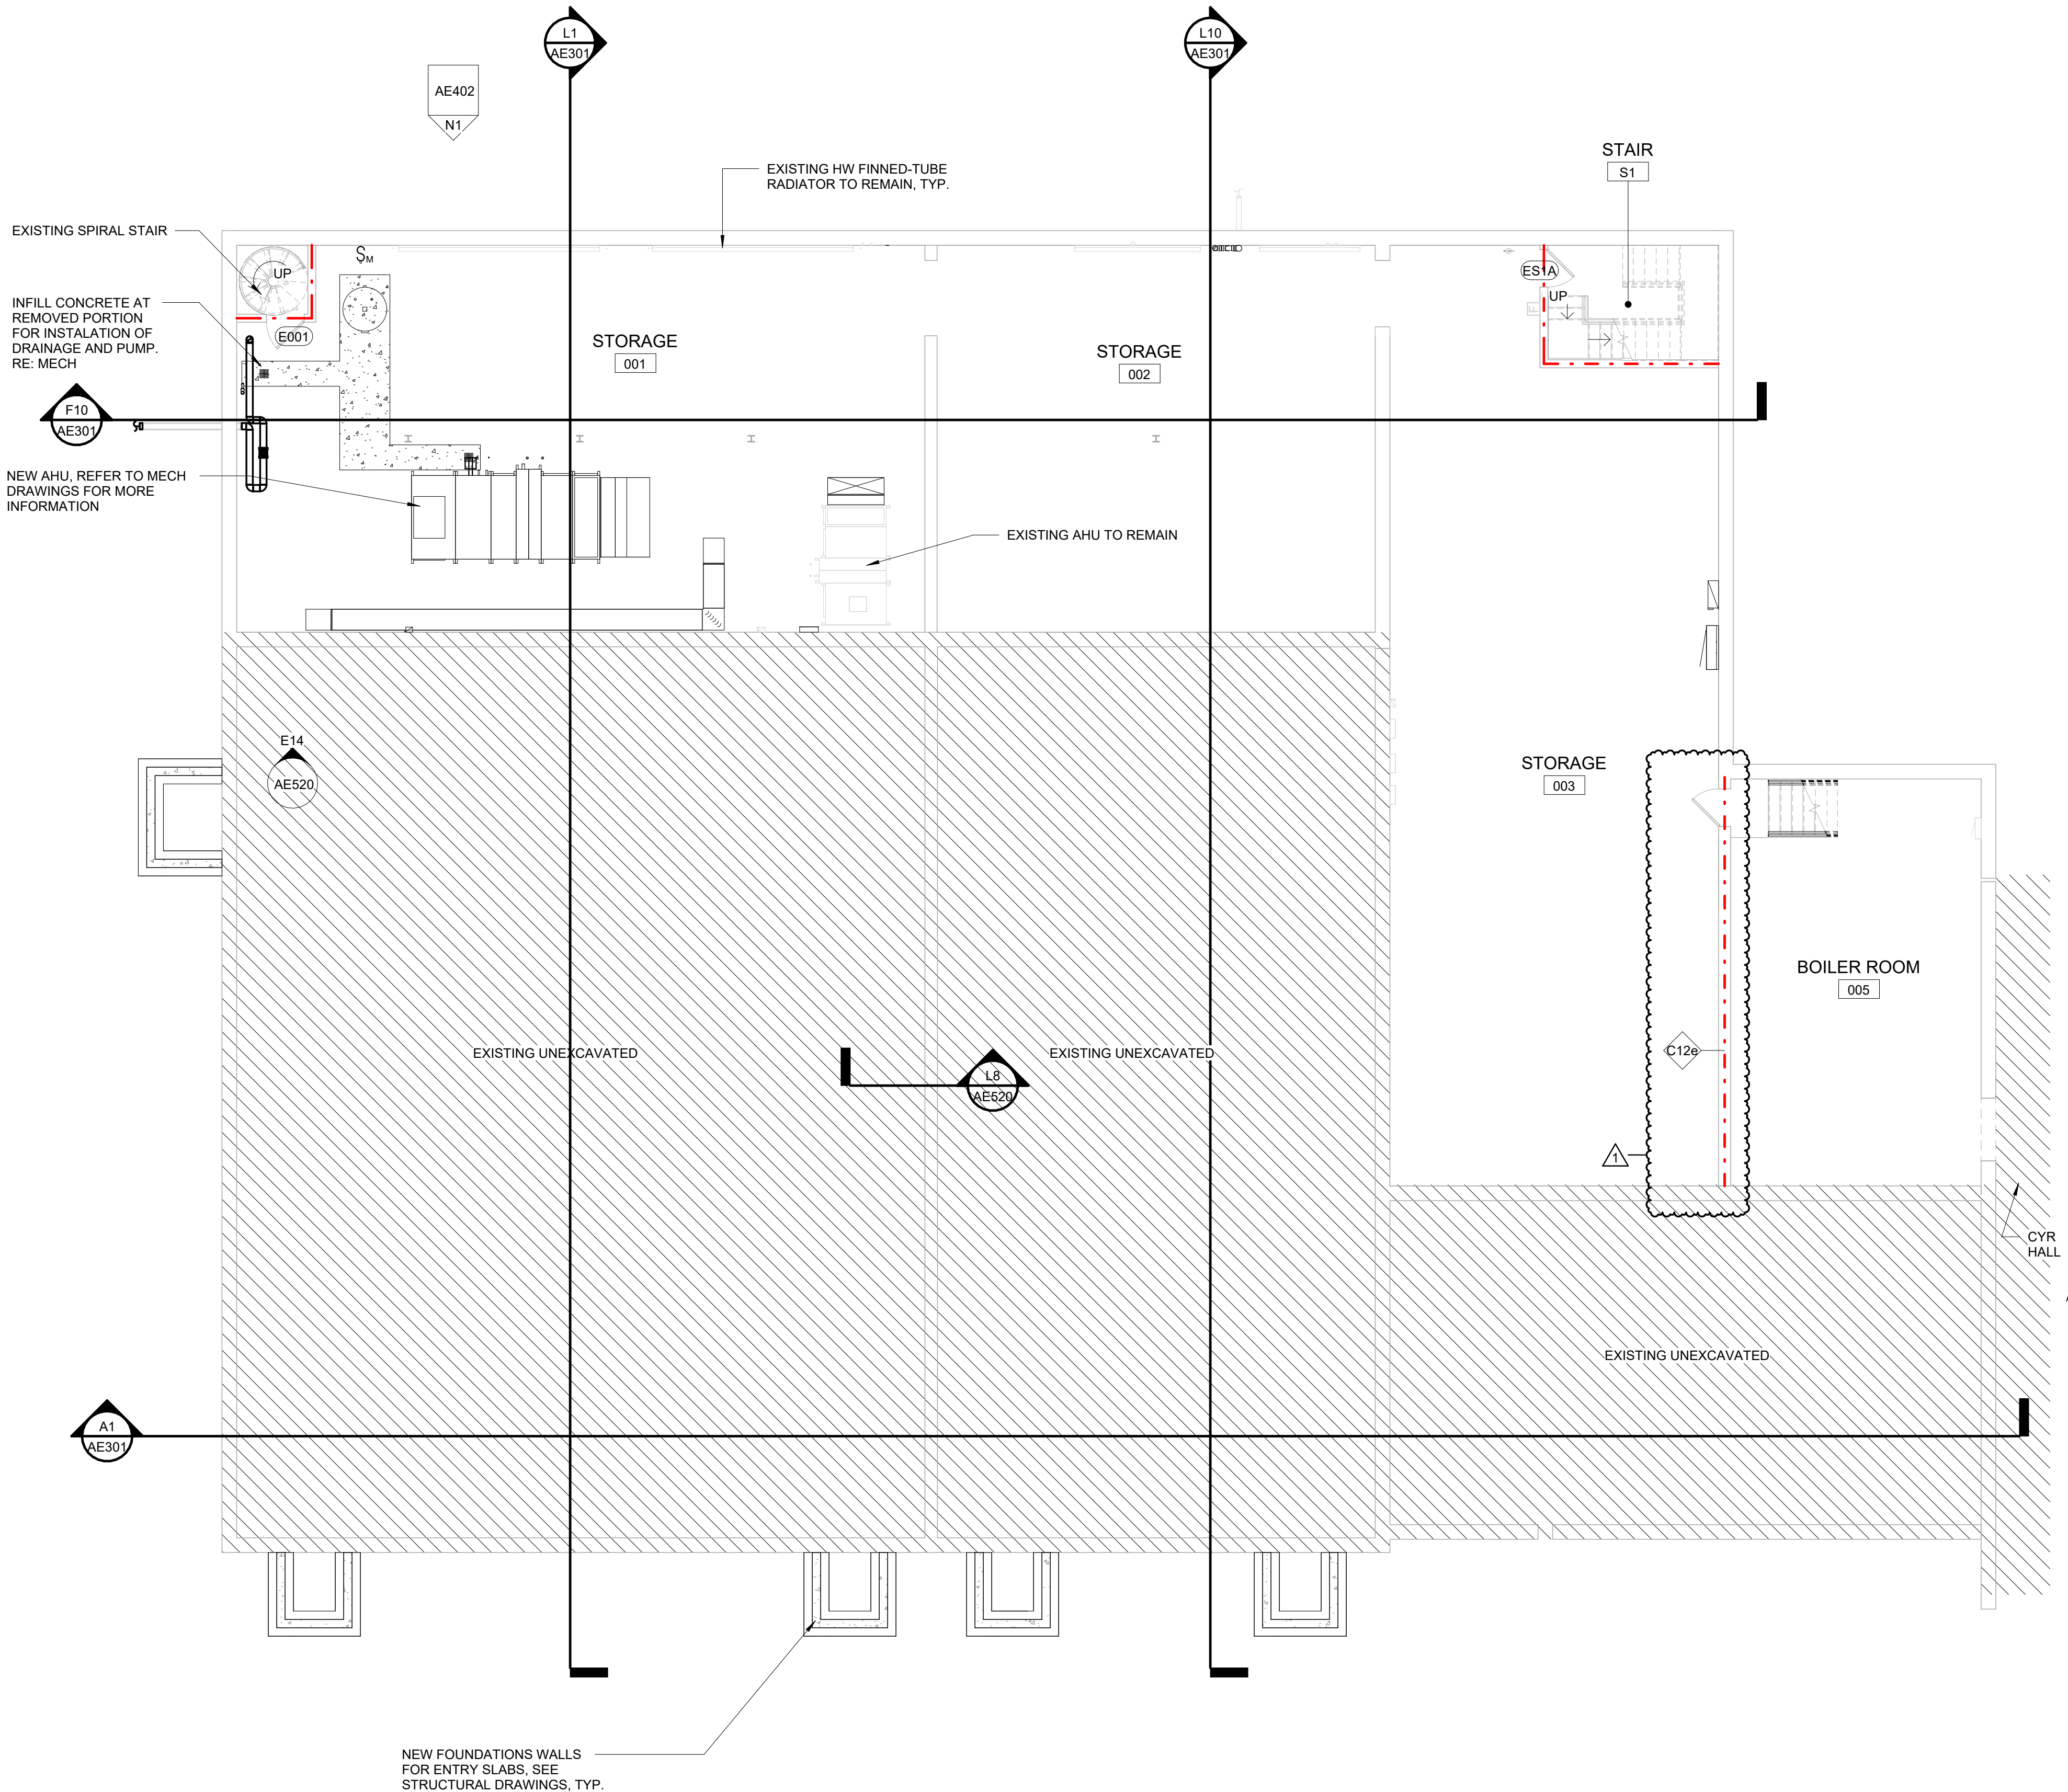 L1
AE301
L10
AE301
AE402
N1
EXISTING HW FINNED-TUBE
RADIATOR TO REMAIN, TYP.
STAIR
S1
EXISTING SPIRAL STAIR
UP
SM
E001
ES1A
UP
F
INFILL CONCRETE AT
REMOVED PORTION
FOR INSTALATION OF
DRAINAGE AND PUMP.
RE: MECH
STORAGE
001
STORAGE
002
F10
AE301
NEW AHU, REFER TO MECH
DRAWINGS FOR MORE
INFORMATION
EXISTING AHU TO REMAIN
E14
AE520
STORAGE
003
BOILER ROOM
005
EXISTING UNEXCAVATED
EXISTING UNEXCAVATED
C12e
L8
AE520
1
CYR
HALL
EXISTING UNEXCAVATED
A1
AE301
NEW FOUNDATIONS WALLS
FOR ENTRY SLABS, SEE
STRUCTURAL DRAWINGS, TYP.